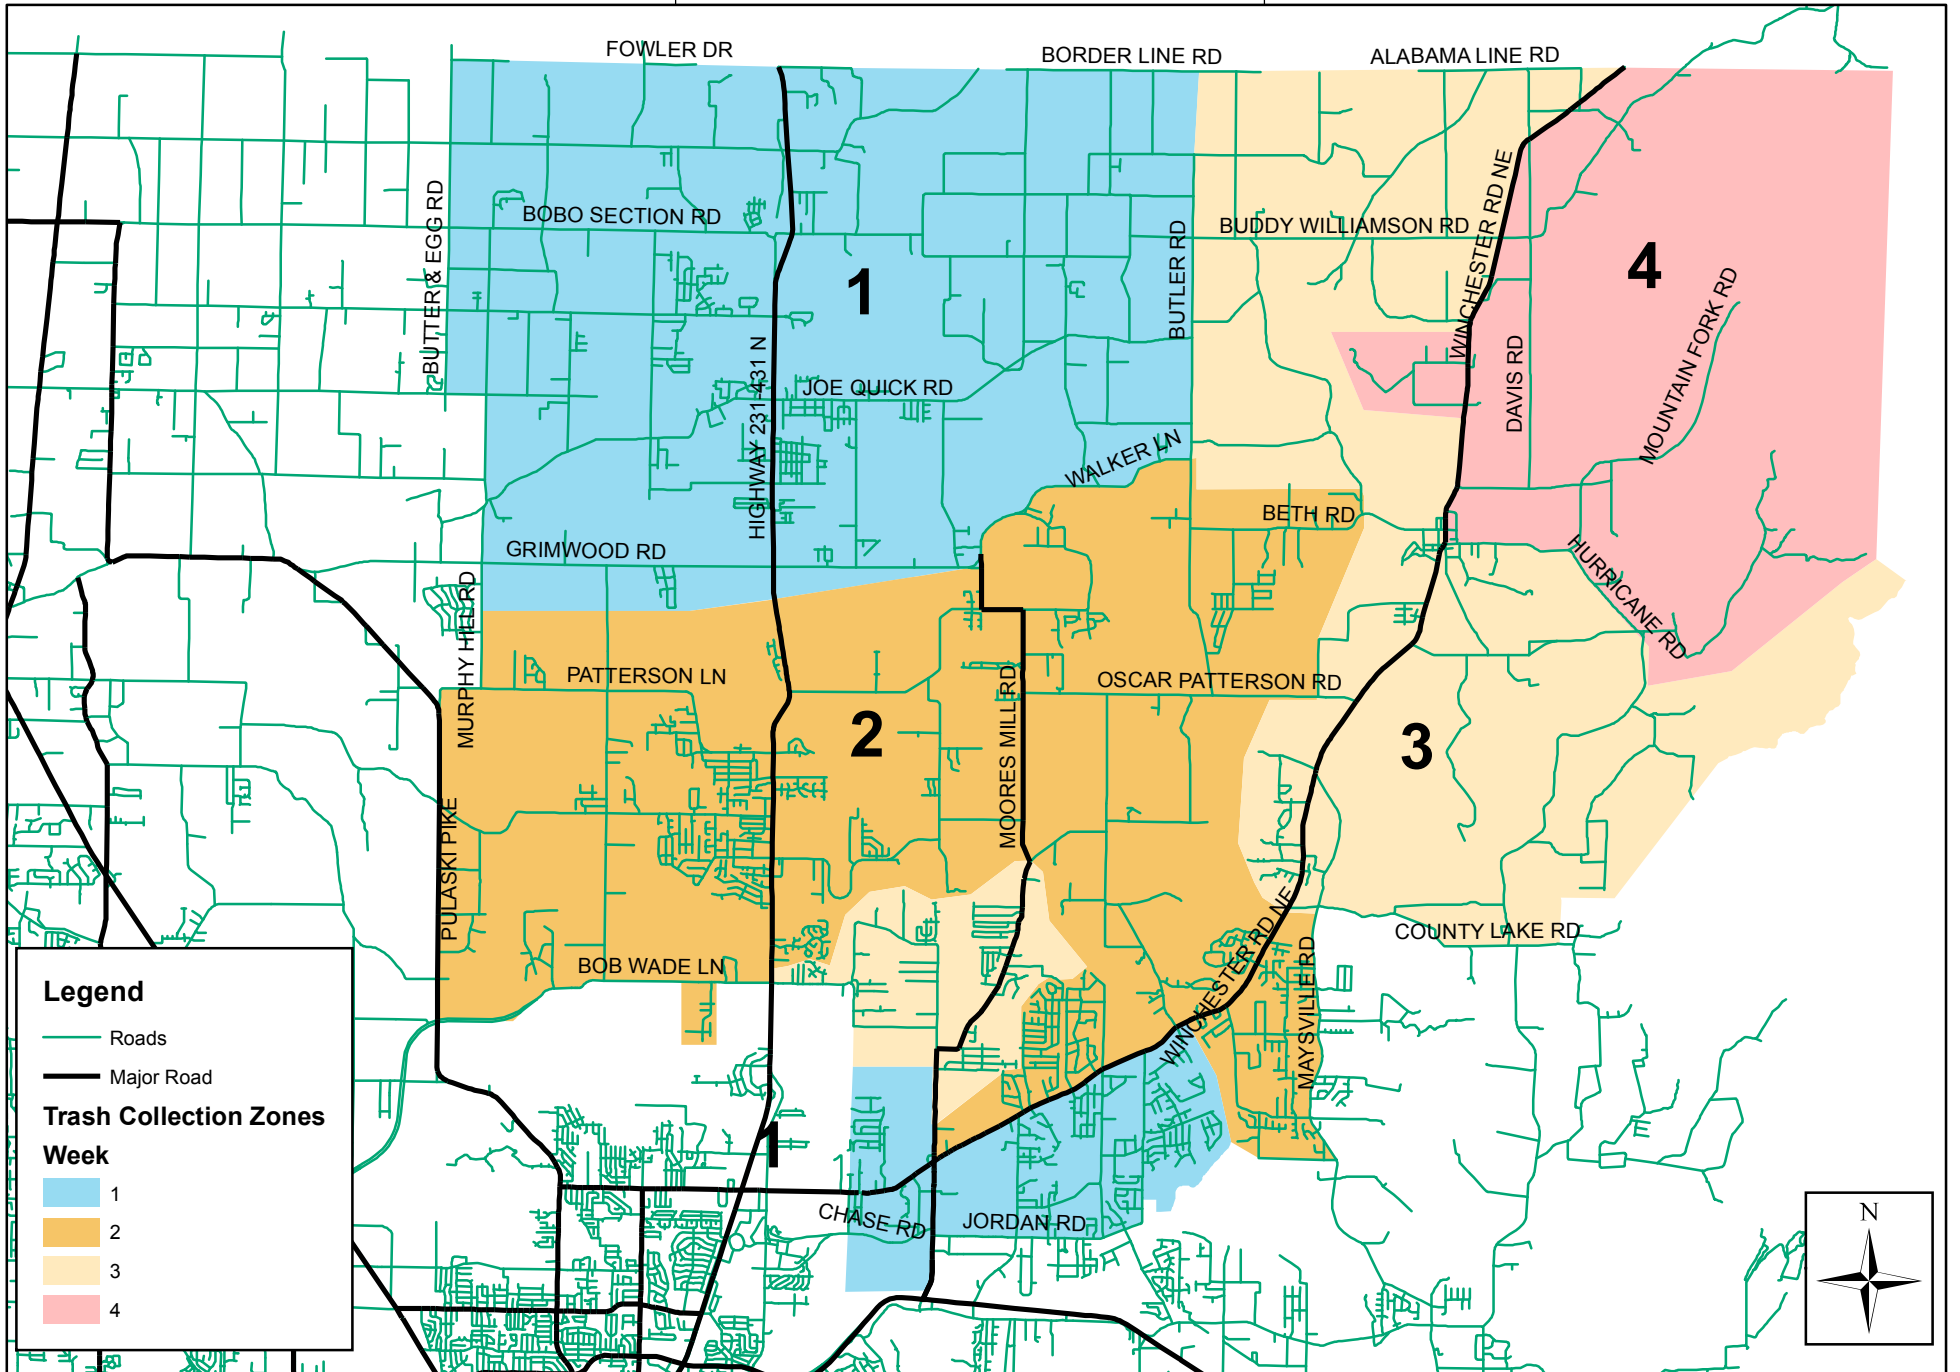 FOWLER DR
BORDER LINE RD
ALABAMA LINE RD
BUTTER & EGG RD
BOBO SECTION RD
BUTLER RD
BUDDY WILLIAMSON RD
WINCHESTER RD NE
1
4
MOUNTAIN FORK RD
HIGHWAY 231-431 N
JOE QUICK RD
DAVIS RD
WALKER LN
BETH RD
GRIMWOOD RD
HURRICANE RD
MURPHY HILL RD
PATTERSON LN
OSCAR PATTERSON RD
MOORES MILL RD
2
3
PULASKI PIKE
WINCHESTER RD NE
COUNTY LAKE RD
BOB WADE LN
MAYSVILLE RD
1
CHASE RD
JORDAN RD
Legend
Roads
Major Road
Trash Collection Zones
Week
1
2
3
4
N